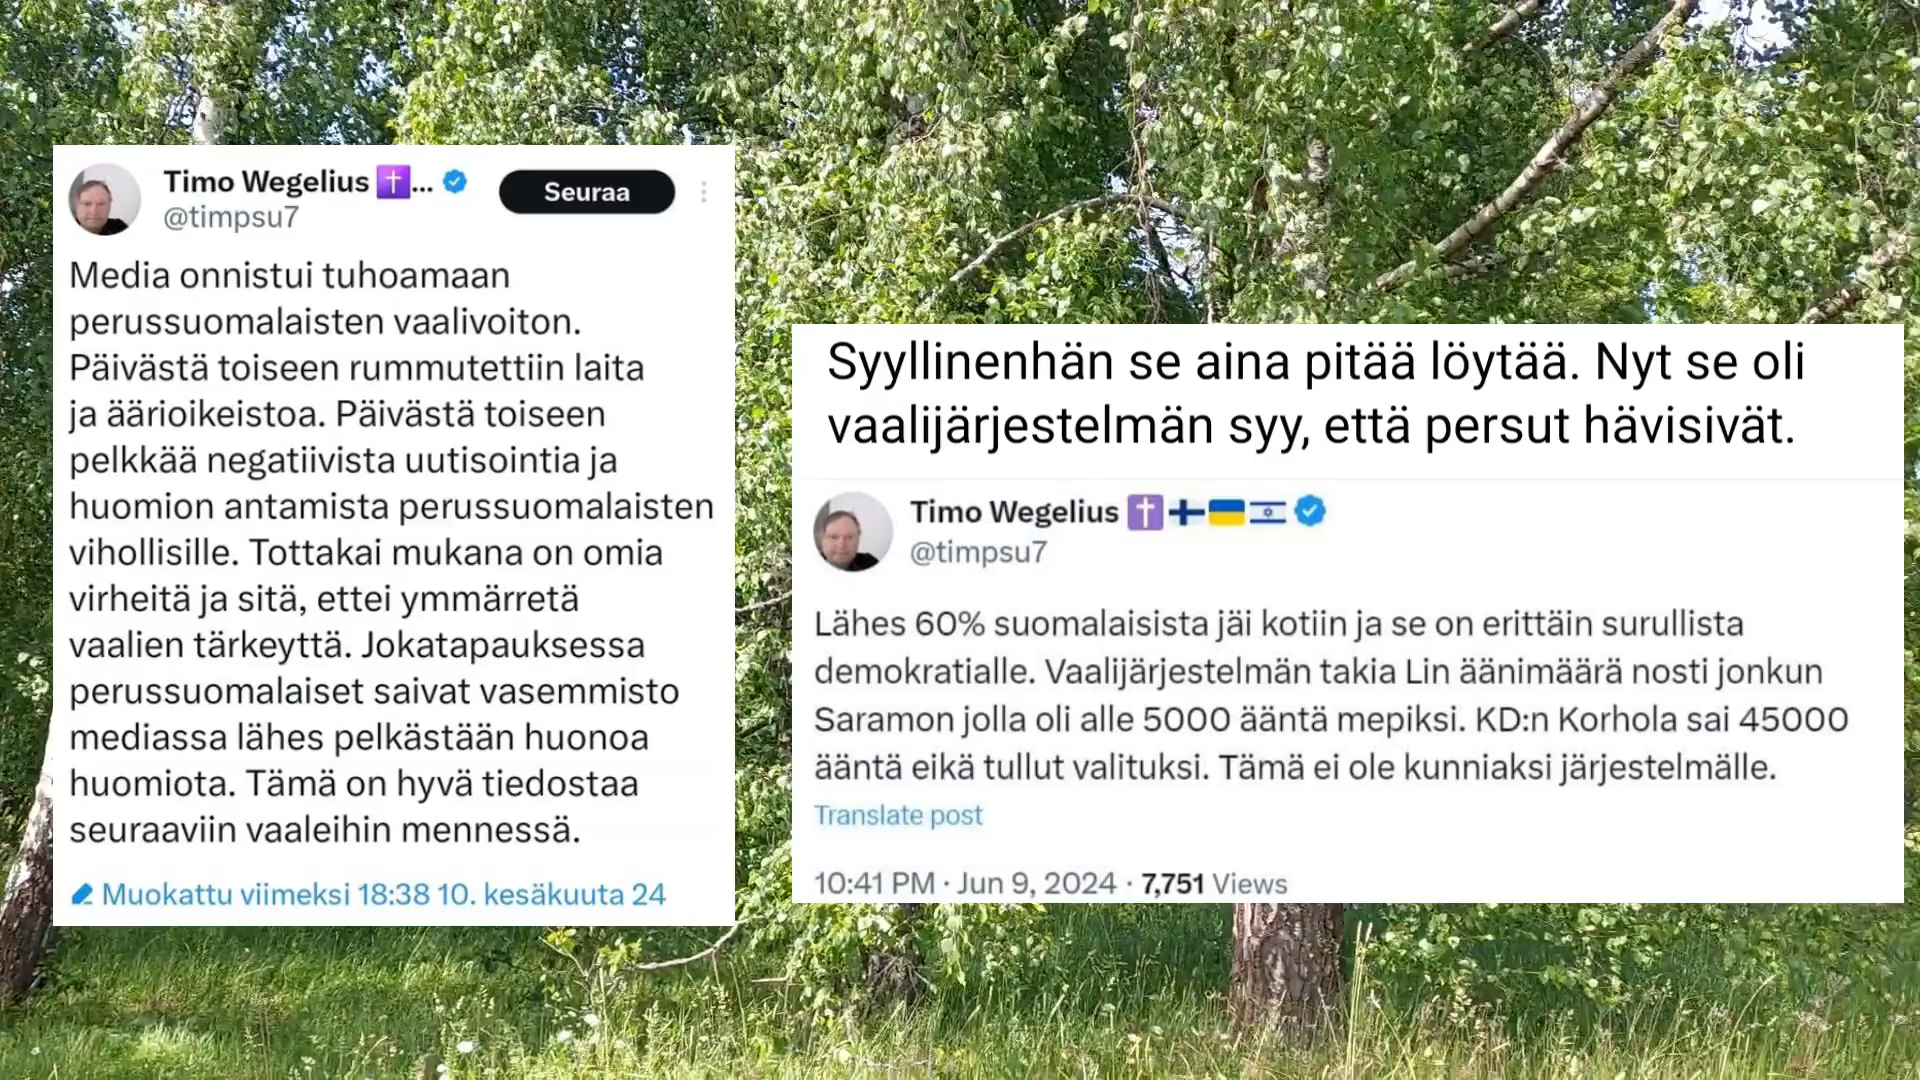 Timo Wegelius ✝️...
Seuraa
@timpsu7
Media onnistui tuhoamaan
perussuomalaisten vaalivoiton.
Päivästä toiseen rummutettiin laita
ja äärioikeistoa. Päivästä toiseen
pelkkää negatiivista uutisointia ja
huomion antamista perussuomalaisten
vihollisille. Tottakai mukana on omia
virheitä ja sitä, ettei ymmärretä
vaalien tärkeyttä. Jokatapauksessa
perussuomalaiset saivat vasemmisto
mediassa lähes pelkästään huonoa
huomiota. Tämä on hyvä tiedostaa
seuraaviin vaaleihin mennessä.
Muokattu viimeksi 18:38 10. kesäkuuta 24
Syyllinenhän se aina pitää löytää. Nyt se oli
vaalijärjestelmän syy, että persut hävisivät.
Timo Wegelius ✝️🇫🇮🇺🇦🇮🇱
@timpsu7
Lähes 60% suomalaisista jäi kotiin ja se on erittäin surullista
demokratialle. Vaalijärjestelmän takia Lin äänimäärä nosti jonkun
Saramon jolla oli alle 5000 ääntä mepiksi. KD:n Korhola sai 45000
ääntä eikä tullut valituksi. Tämä ei ole kunniaksi järjestelmälle.
Translate post
10:41 PM · Jun 9, 2024 · 7,751 Views